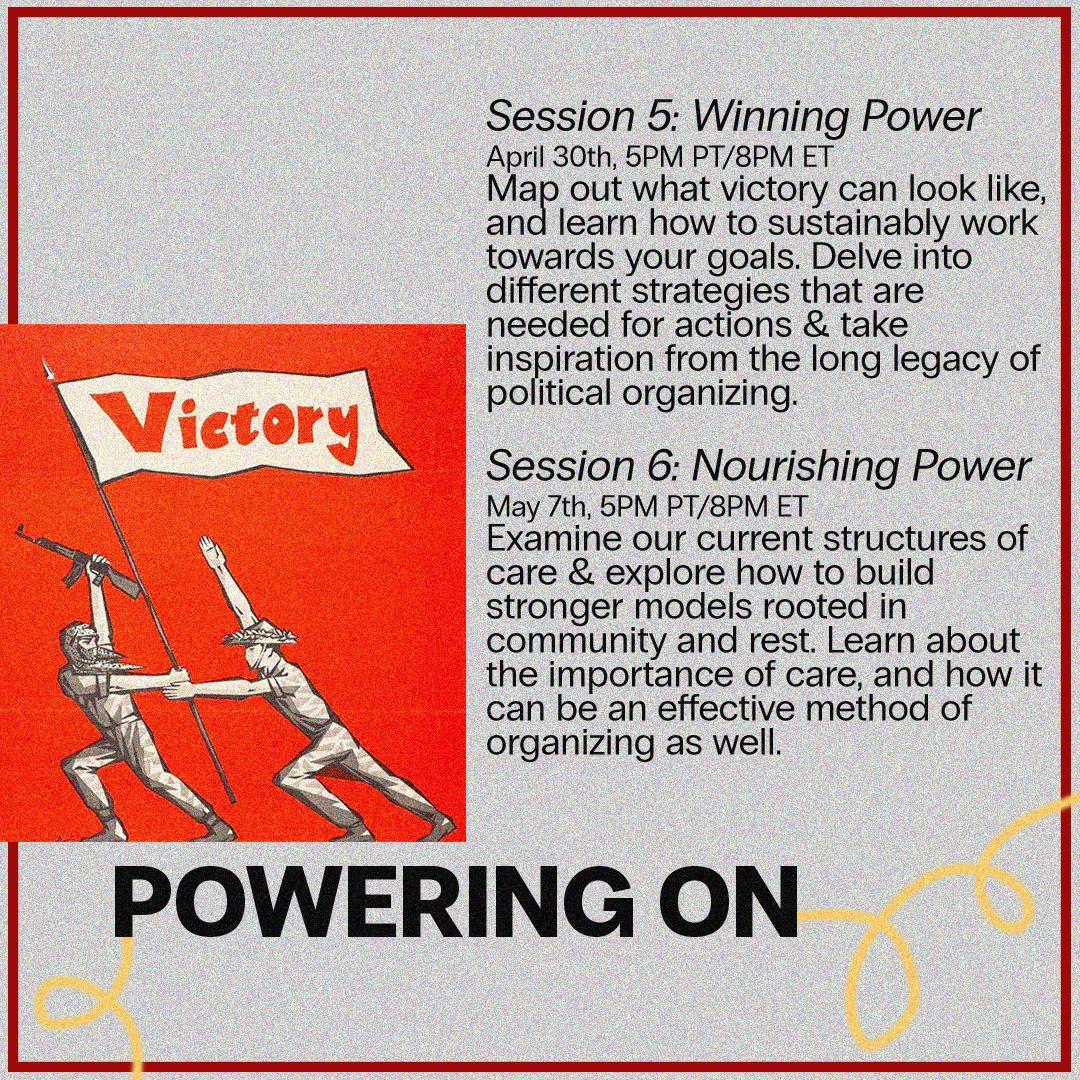 Session 5: Winning Power
April 30th, 5PM PT/8PM ET
Map out what victory can look like,
and learn how to sustainably work
towards your goals. Delve into
different strategies that are
needed for actions & take
inspiration from the long legacy of
political organizing.
Victory
Session 6: Nourishing Power
May 7th, 5PM PT/8PM ET
Examine our current structures of
care & explore how to build
stronger models rooted in
community and rest. Learn about
the importance of care, and how it
can be an effective method of
organizing as well.
POWERING ON